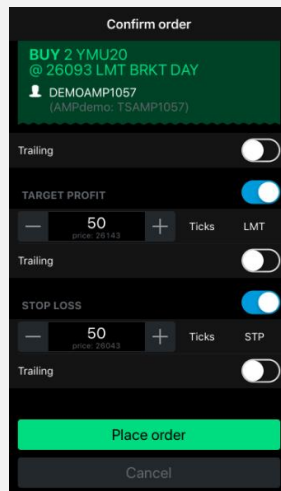 Confirm order
BUY 2 YMU20
@ 26093 LMT BRKT DAY
DEMOAMP1057
(AMPdemo: TSAMP1057)
Trailing
TARGET PROFIT
— 50 + Ticks LMT
price: 26143
Trailing
STOP LOSS
— 50 + Ticks STP
price: 26043
Trailing
Place order
Cancel